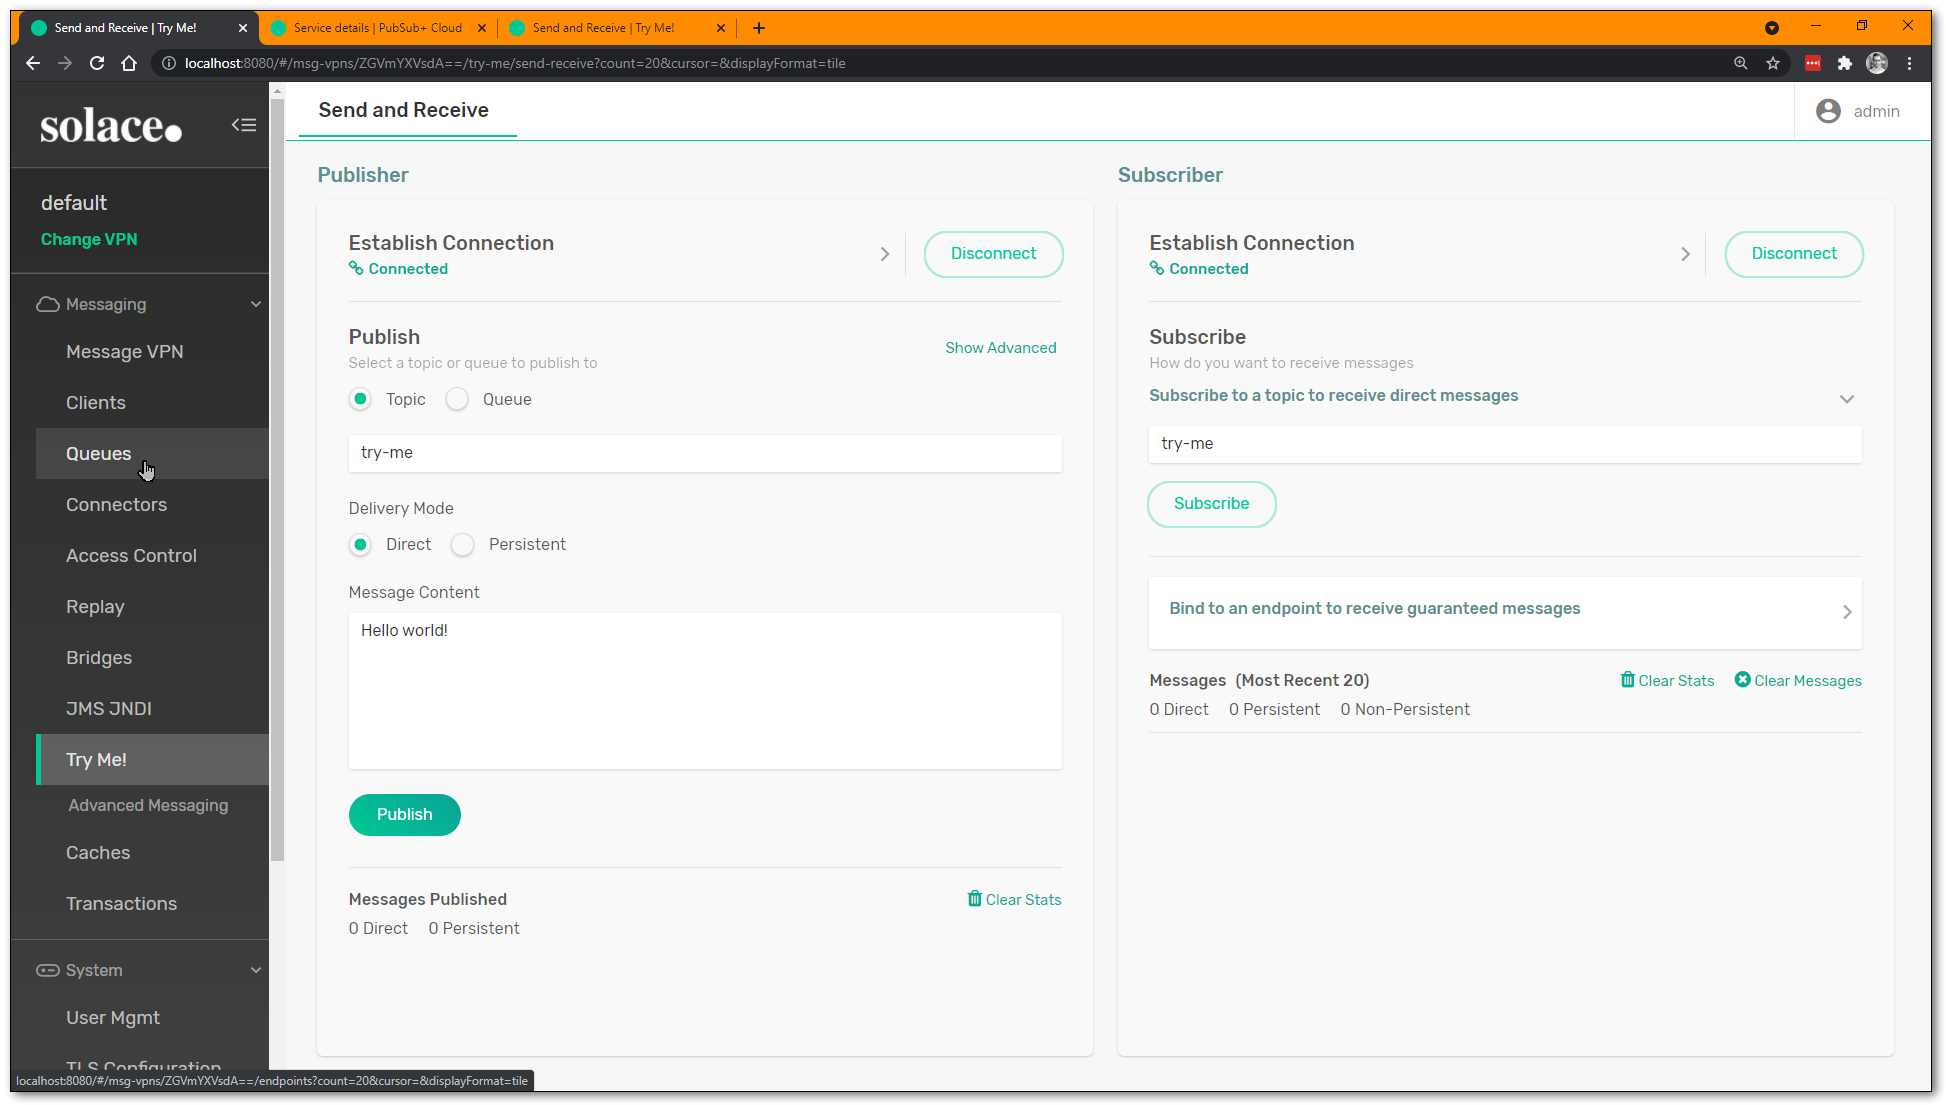 Send and Receive | Try Me!
Service details | PubSub+ Cloud
Send and Receive | Try Me!
localhost:8080/#/msg-vpns/ZGVmYXVsdA==/try-me/send-receive?count=20&cursor=&displayFormat=tile
solace.
default
Change VPN
Messaging
Message VPN
Clients
Queues
Connectors
Access Control
Replay
Bridges
JMS JNDI
Try Me!
Advanced Messaging
Caches
Transactions
System
User Mgmt
TLS Configuration
localhost:8080/#/msg-vpns/ZGVmYXVsdA==/endpoints?count=20&cursor=&displayFormat=tile
Send and Receive
admin
Publisher
Establish Connection
Connected
Disconnect
Publish
Select a topic or queue to publish to
Show Advanced
Topic
Queue
try-me
Delivery Mode
Direct
Persistent
Message Content
Hello world!
Publish
Messages Published
Clear Stats
0 Direct 0 Persistent
Subscriber
Establish Connection
Connected
Disconnect
Subscribe
How do you want to receive messages
Subscribe to a topic to receive direct messages
try-me
Subscribe
Bind to an endpoint to receive guaranteed messages
Messages (Most Recent 20)
Clear Stats
Clear Messages
0 Direct 0 Persistent 0 Non-Persistent